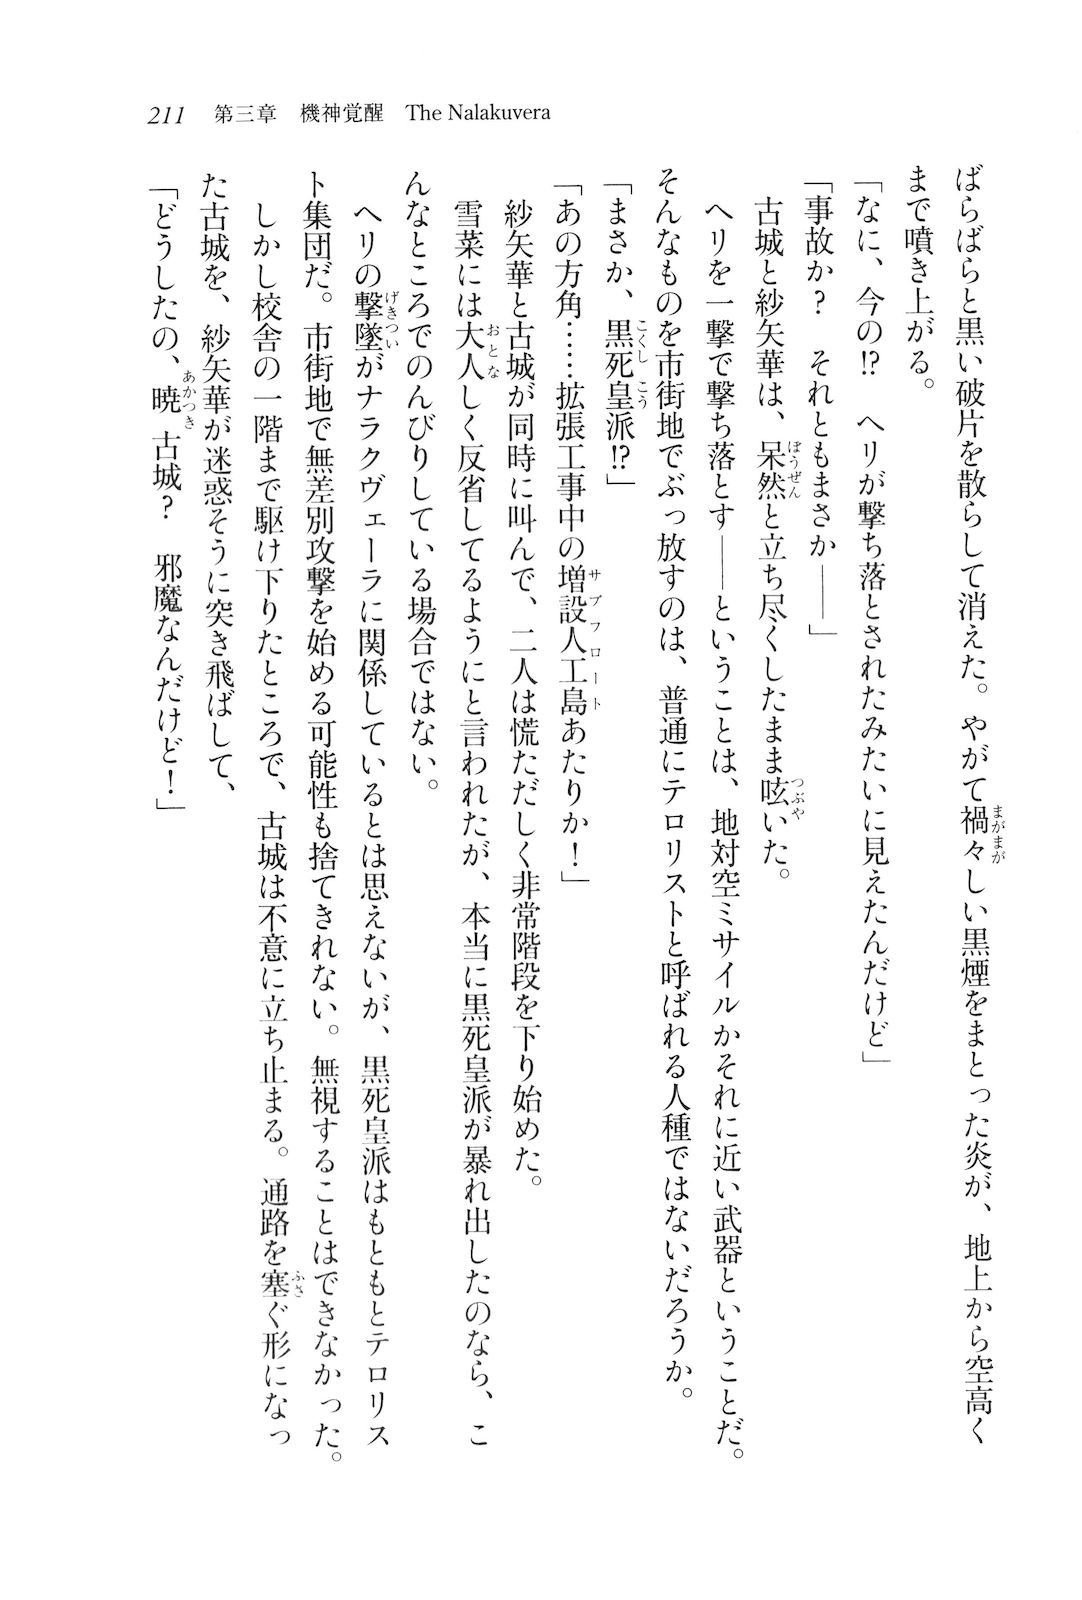 211　第三章　機神覚醒　The Nalakuvera
ばらばらと黒い破片を散らして消えた。やがて禍々しい黒煙をまとった炎が、地上から空高く
まで噴き上がる。
「なに、今の!?　ヘリが撃ち落とされたみたいに見えたんだけど」
「事故か？　それともまさか――」
古城と紗矢華は、呆然と立ち尽くしたまま呟いた。
ヘリを一撃で撃ち落とす――ということは、地対空ミサイルかそれに近い武器ということだ。
そんなものを市街地でぶっ放すのは、普通にテロリストと呼ばれる人種ではないだろうか。
「まさか、黒死皇派!?」
「あの方角……拡張工事中の増設人工島あたりか！」
紗矢華と古城が同時に叫んで、二人は慌ただしく非常階段を下り始めた。
雪菜には大人しく反省してるようにと言われたが、本当に黒死皇派が暴れ出したのなら、こ
んなところでのんびりしている場合ではない。
ヘリの撃墜がナラクヴェーラに関係しているとは思えないが、黒死皇派はもともとテロリス
ト集団だ。市街地で無差別攻撃を始める可能性も捨てきれない。無視することはできなかった。
しかし校舎の一階まで駆け下りたところで、古城は不意に立ち止まる。通路を塞ぐ形になっ
た古城を、紗矢華が迷惑そうに突き飛ばして、
「どうしたの、暁古城？　邪魔なんだけど！」